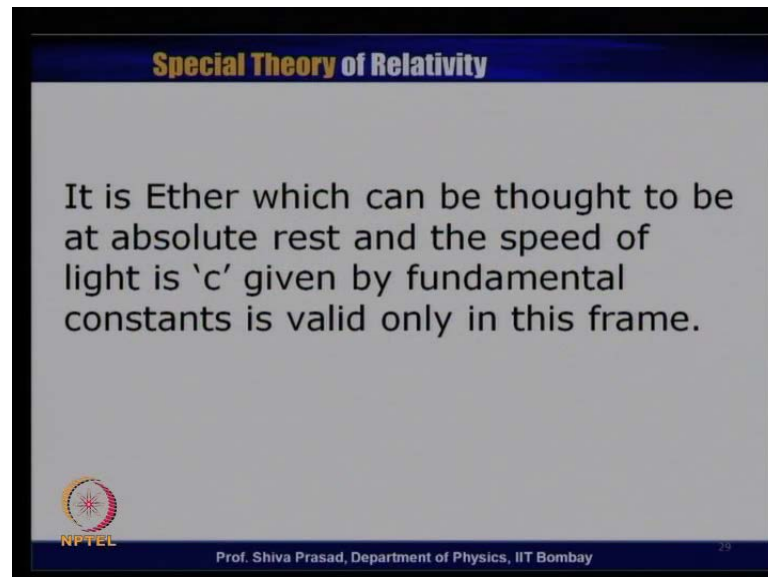 Special Theory of Relativity
It is Ether which can be thought to be
at absolute rest and the speed of
light is ‘c’ given by fundamental
constants is valid only in this frame.
NPTEL
Prof. Shiva Prasad, Department of Physics, IIT Bombay
29